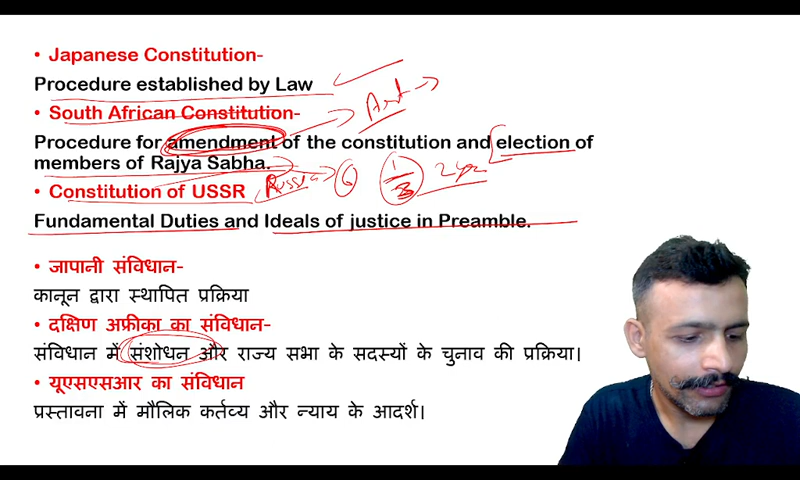 • Japanese Constitution-
Procedure established by Law
• South African Constitution-
Procedure for amendment of the constitution and election of
members of Rajya Sabha.
• Constitution of USSR
Fundamental Duties and Ideals of justice in Preamble.
• जापानी संविधान-
कानून द्वारा स्थापित प्रक्रिया
• दक्षिण अफ्रीका का संविधान-
संविधान में संशोधन और राज्य सभा के सदस्यों के चुनाव की प्रक्रिया।
• यूएसएसआर का संविधान
प्रस्तावना में मौलिक कर्तव्य और न्याय के आदर्श।